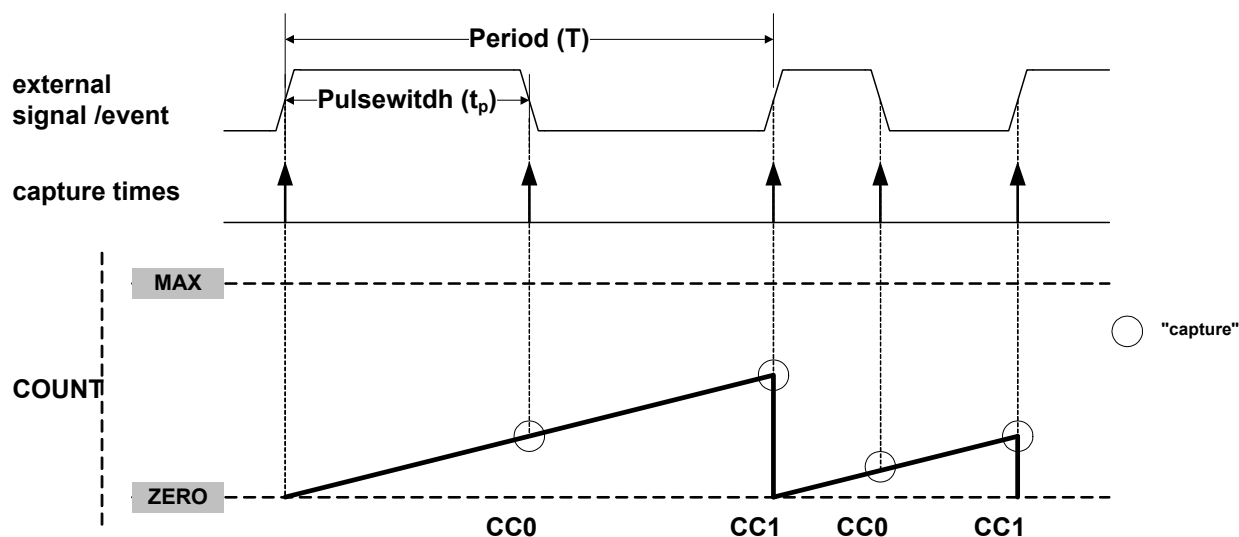 Period (T)
external
signal /event
Pulsewitdh (tp)
capture times
MAX
"capture"
COUNT
ZERO
CC0 CC1 CC0 CC1